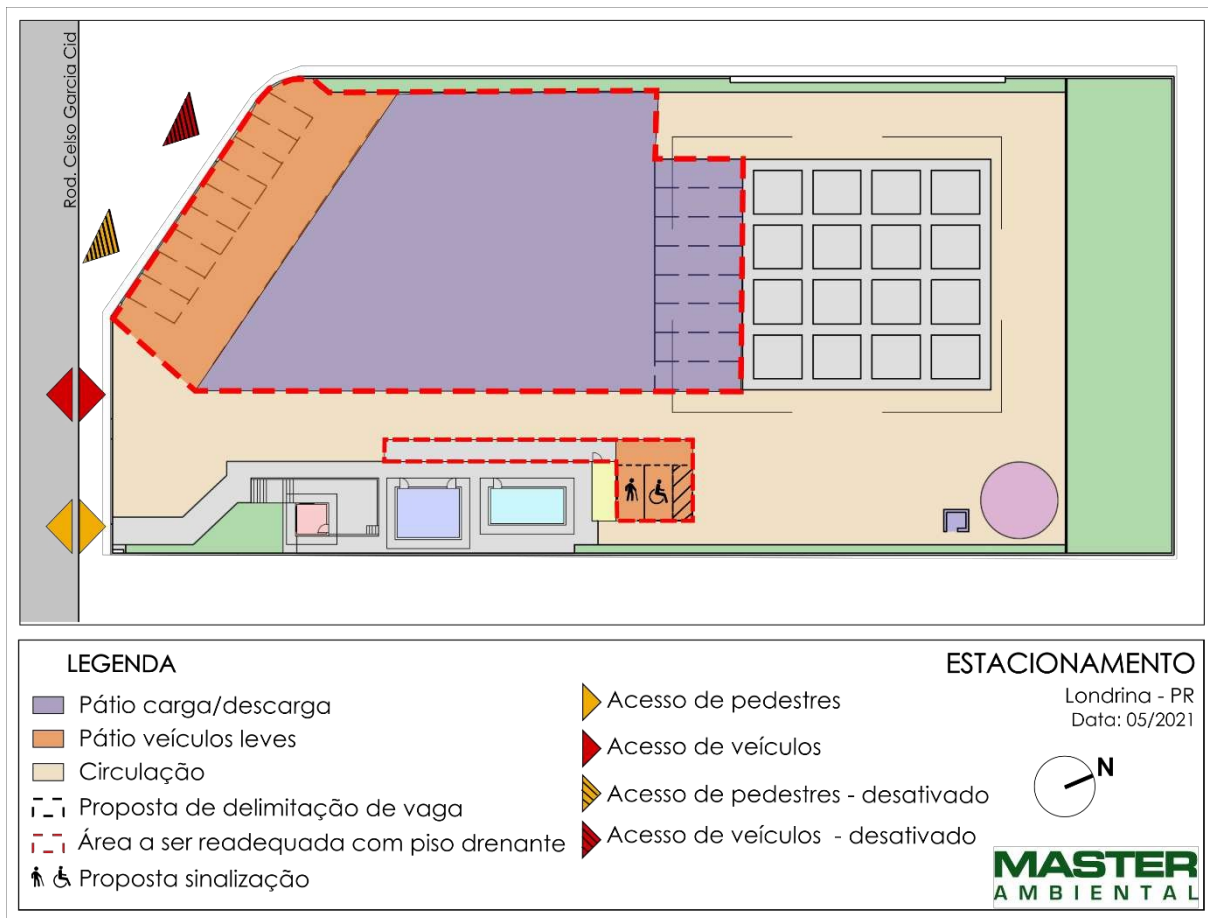 Rod. Celso Garcia Cid
LEGENDA
Pátio carga/descarga
Pátio veículos leves
Circulação
Proposta de delimitação de vaga
Área a ser readequada com piso drenante
Proposta sinalização
Acesso de pedestres
Acesso de veículos
Acesso de pedestres - desativado
Acesso de veículos - desativado
ESTACIONAMENTO
Londrina - PR
Data: 05/2021
N
MASTER
AMBIENTAL